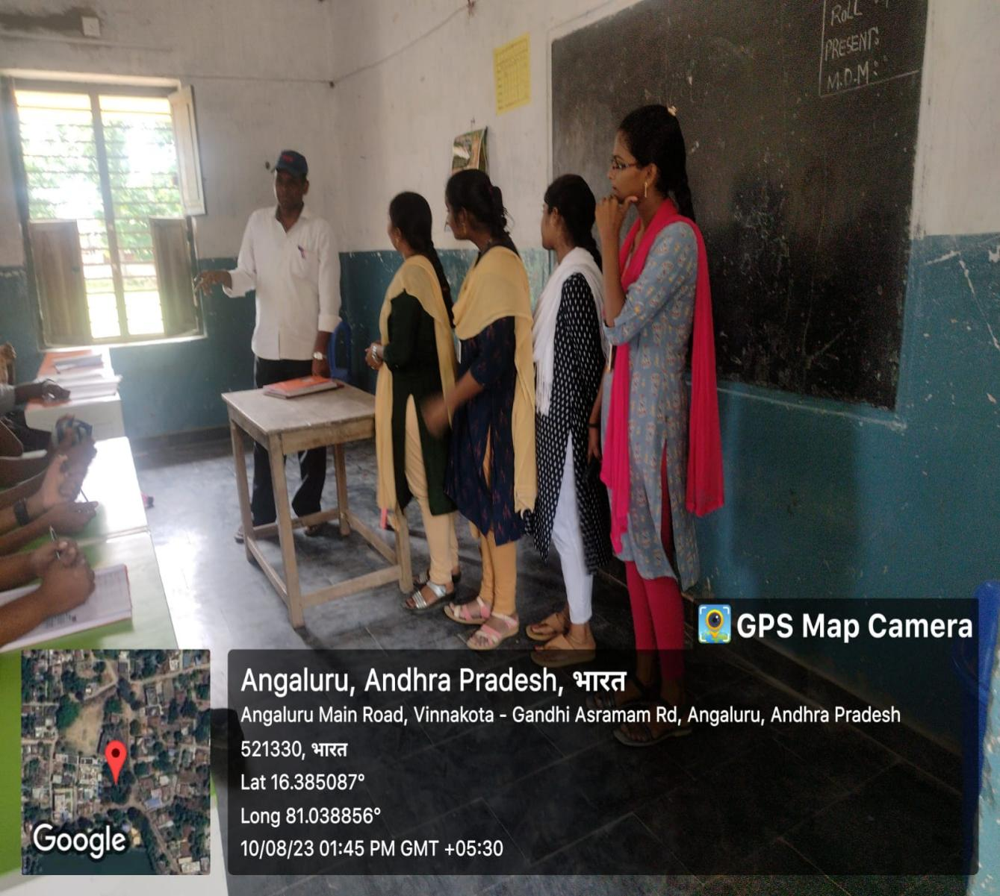 ROLL
PRESENT:
M.D.M:
GPS Map Camera
Angaluru, Andhra Pradesh, भारत
Angaluru Main Road, Vinnakota - Gandhi Asramam Rd, Angaluru, Andhra Pradesh
521330, भारत
Lat 16.385087°
Long 81.038856°
10/08/23 01:45 PM GMT +05:30
Google